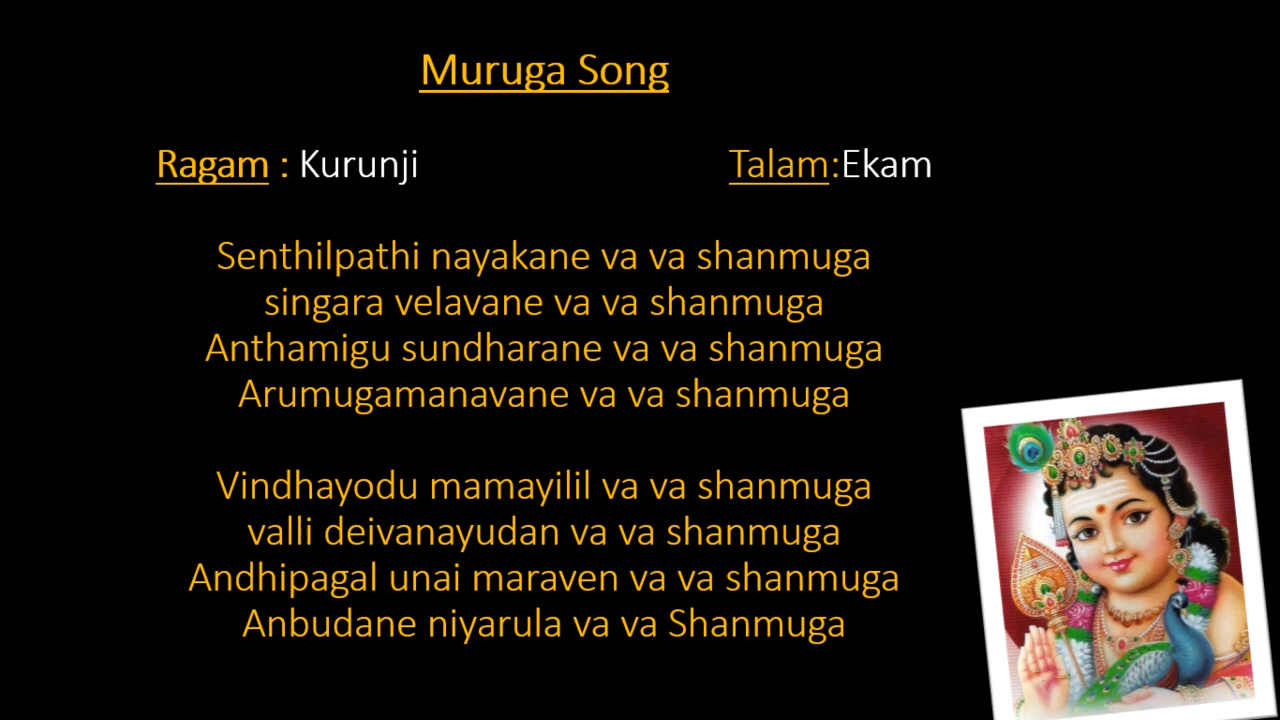 Muruga Song
Ragam : Kurunji Talam:Ekam
Senthilpathi nayakane va va shanmuga
singara velavane va va shanmuga
Anthamigu sundharane va va shanmuga
Arumugamanavane va va shanmuga
Vindhayodu mamayilil va va shanmuga
valli deivanayudan va va shanmuga
Andhipagal unai maraven va va shanmuga
Anbudane niyarula va va Shanmuga